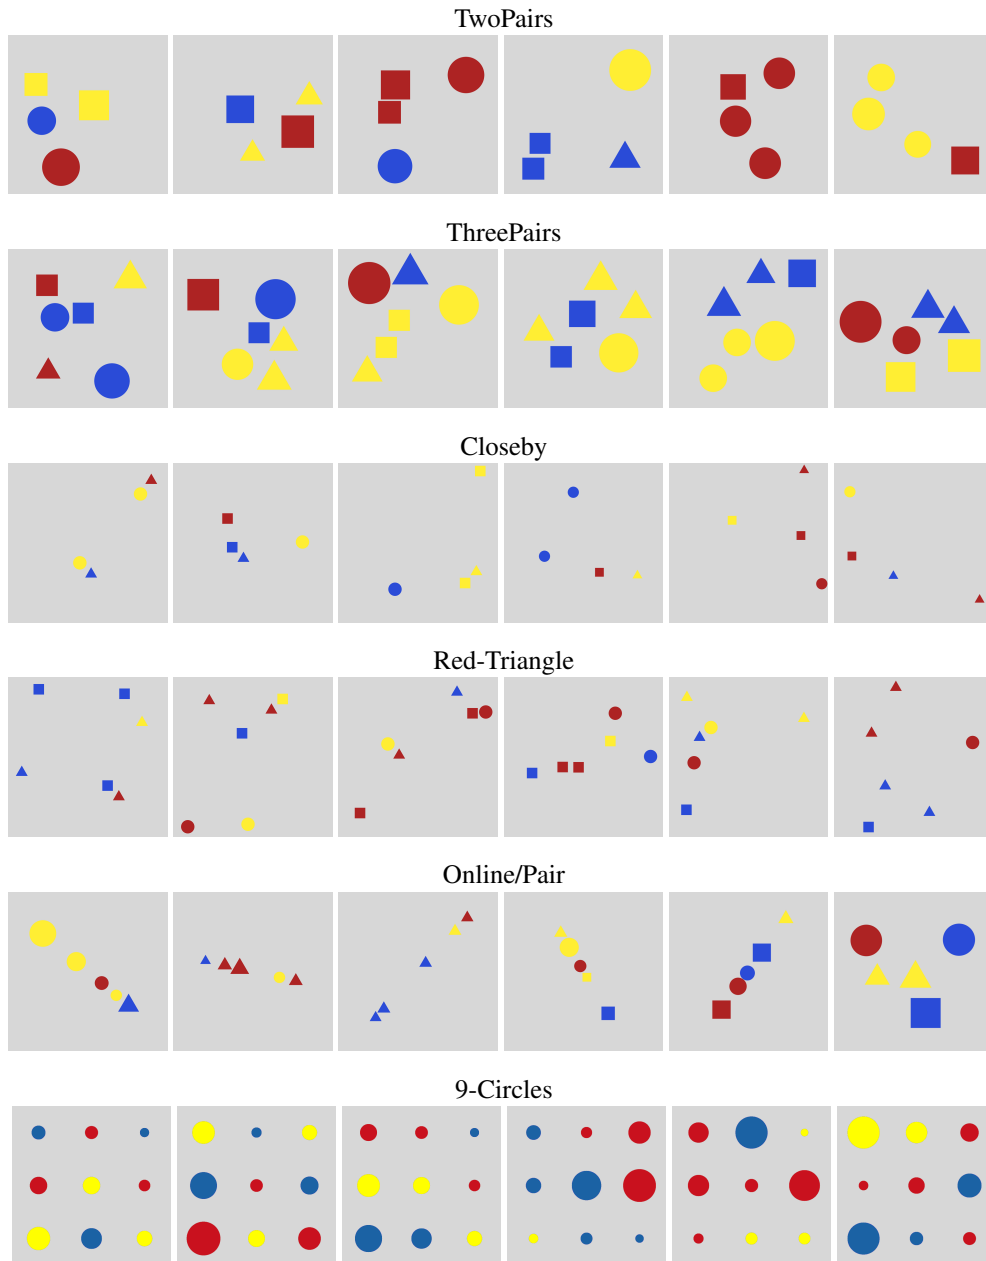 TwoPairs
ThreePairs
Closeby
Red-Triangle
Online/Pair
9-Circles